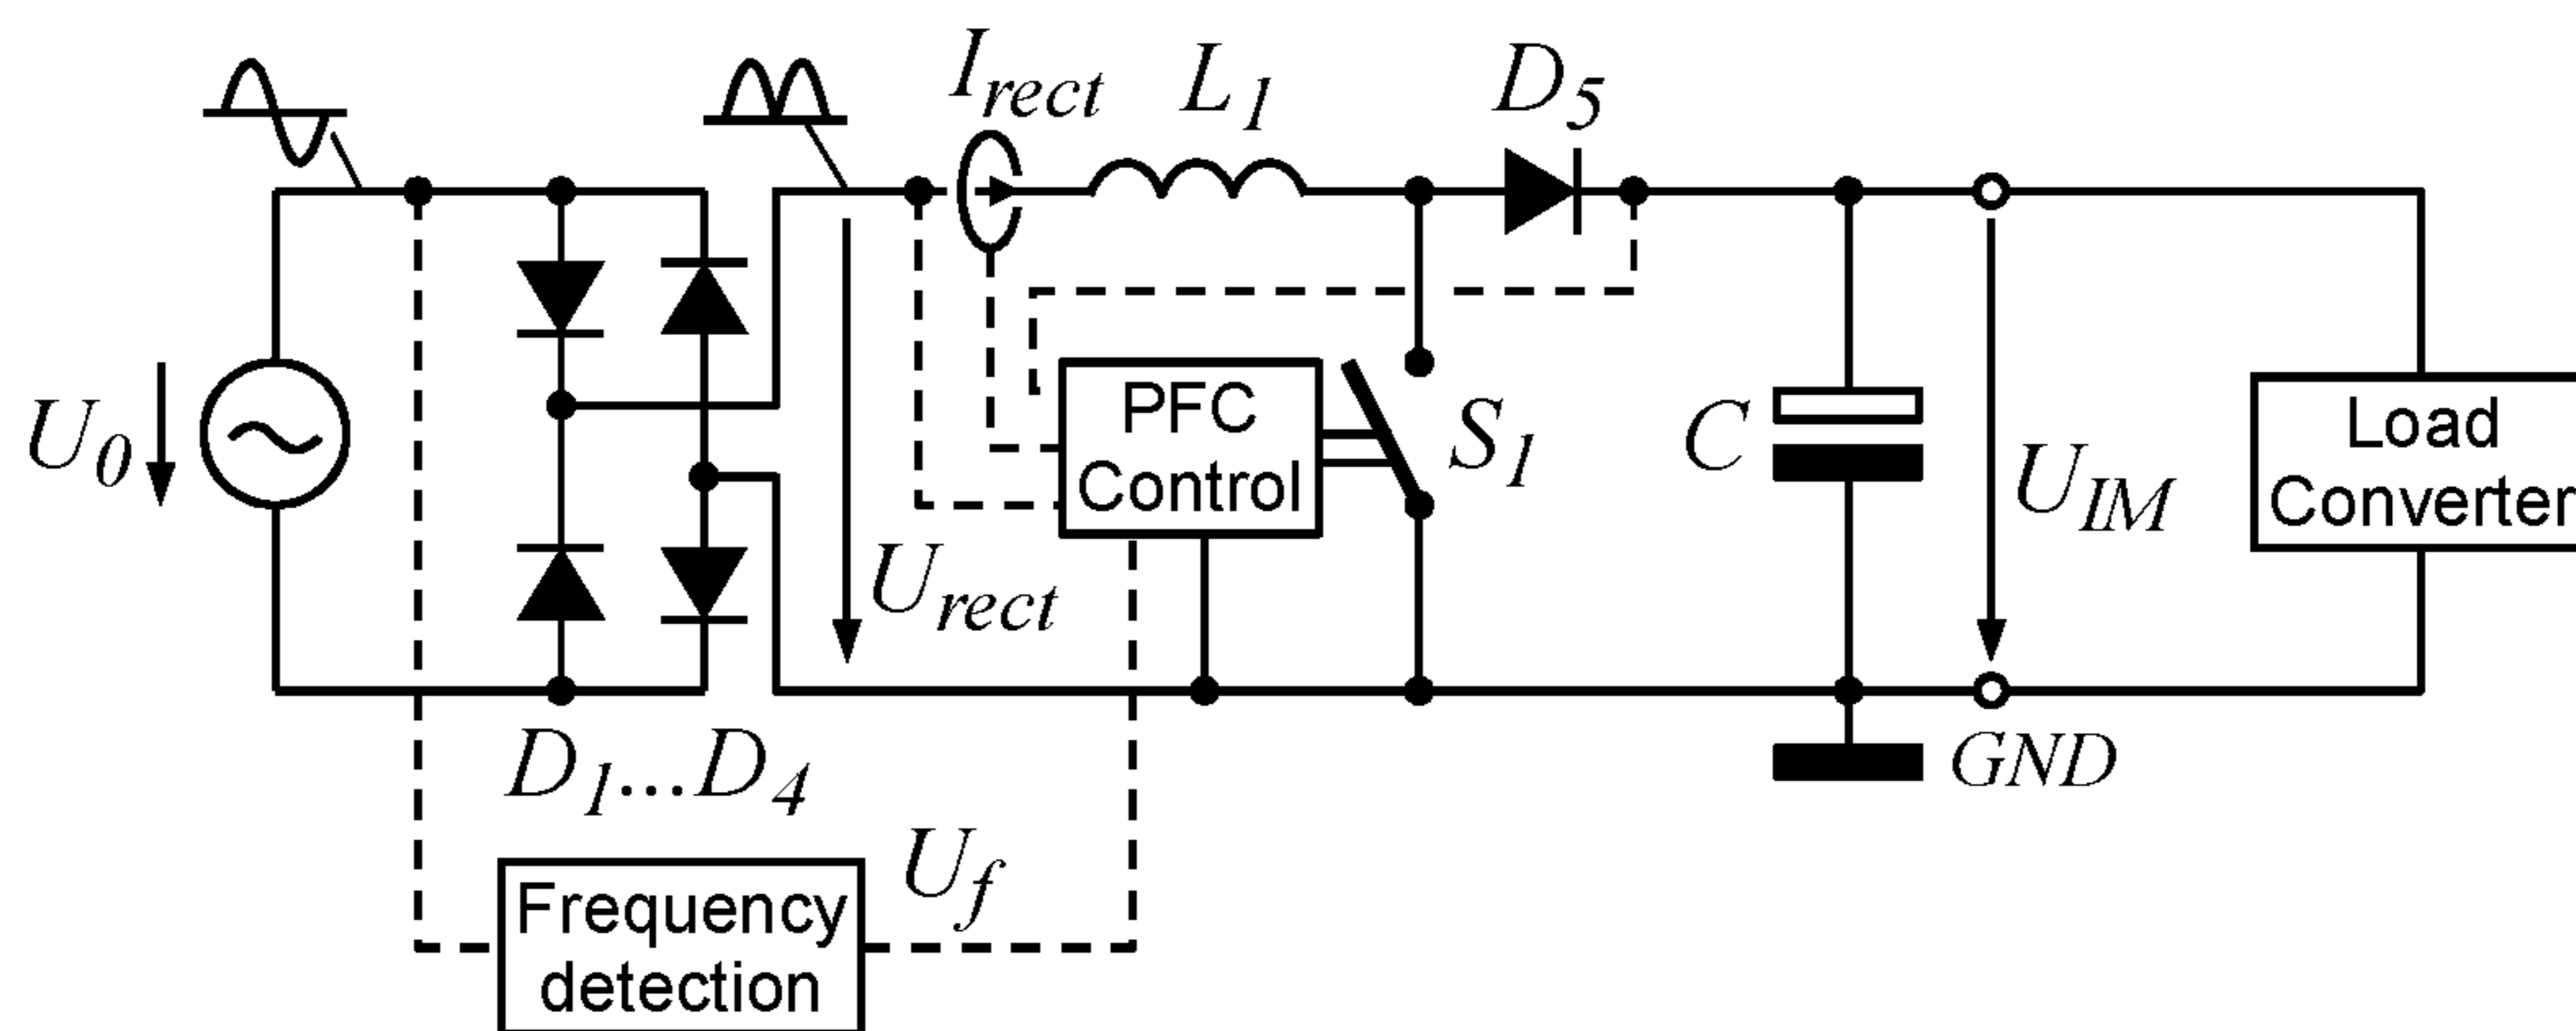 I_rect
L_1
D_5
U_0
PFC
Control
S_1
C
U_IM
Load
Converter
U_rect
D_1...D_4
GND
U_f
Frequency
detection